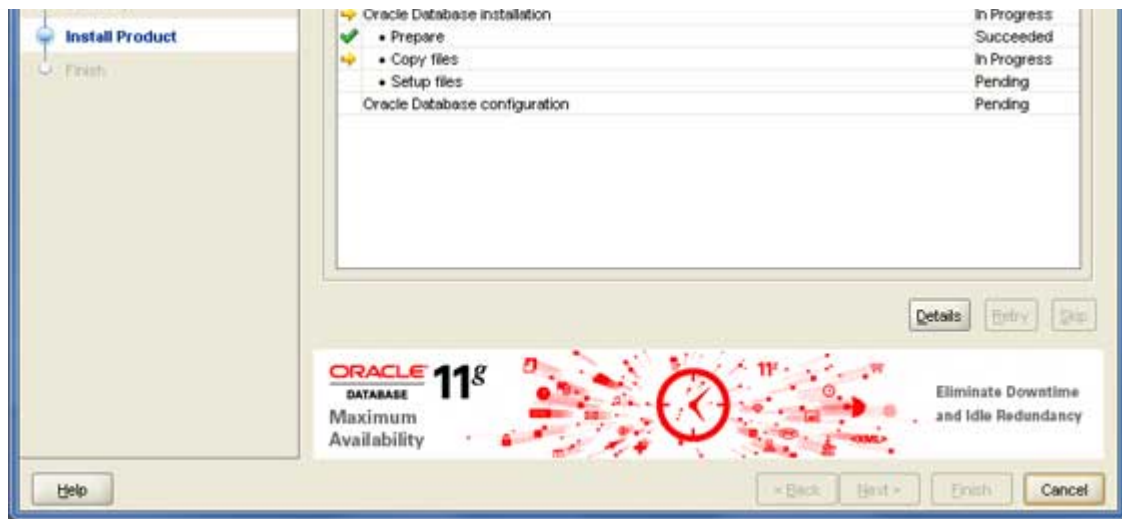 Oracle Database installation In Progress
Install Product
• Prepare Succeeded
• Copy files In Progress
Finish
• Setup files Pending
Oracle Database configuration Pending
Details Retry Skip
ORACLE 11g
DATABASE
Maximum
Availability
11g
<XML>
Eliminate Downtime
and Idle Redundancy
Help < Back Next > Finish Cancel